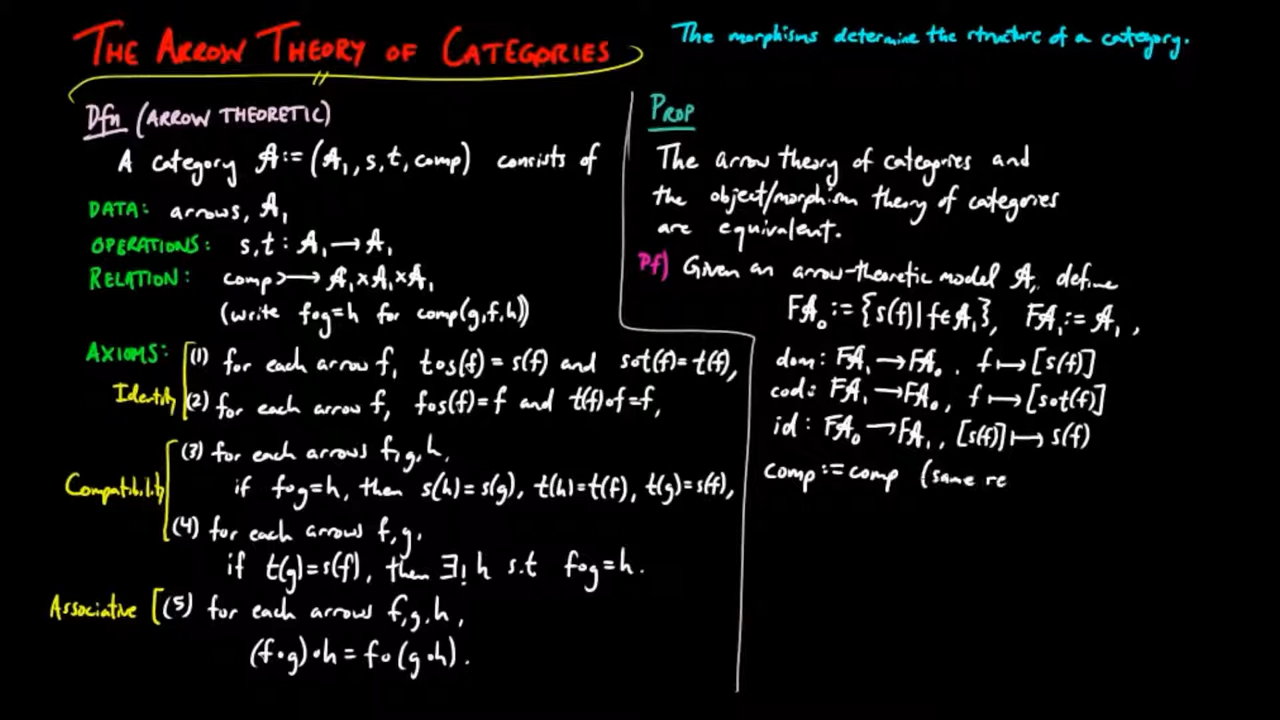 THE ARROW THEORY OF CATEGORIES
The morphisms determine the structure of a category.
Dfn (ARROW THEORETIC)
A category 𝒜 := (𝒜₁, s, t, comp) consists of
DATA: arrows, 𝒜₁
OPERATIONS: s, t : 𝒜₁ → 𝒜₁
RELATION: comp ↣ 𝒜₁×𝒜₁×𝒜₁
(write f∘g=h for comp(g,f,h))
AXIOMS: (1) for each arrow f, t∘s(f) = s(f) and s∘t(f) = t(f),
Identity (2) for each arrow f, f∘s(f)=f and t(f)∘f=f,
(3) for each arrows f,g,h,
Compatibility if f∘g=h, then s(h)=s(g), t(h)=t(f), t(g)=s(f),
(4) for each arrows f,g,
if t(g)=s(f), then ∃! h s.t f∘g=h.
Associative (5) for each arrows f,g,h,
(f∘g)∘h = f∘(g∘h).
PROP
The arrow theory of categories and
the object/morphism theory of categories
are equivalent.
Pf) Given an arrow-theoretic model 𝒜, define
F𝒜₀ := {s(f) | f∈𝒜₁}, F𝒜₁ := 𝒜₁,
dom: F𝒜₁ → F𝒜₀, f ↦ [s(f)]
cod: F𝒜₁ → F𝒜₀, f ↦ [s∘t(f)]
id: F𝒜₀ → F𝒜₁, [s(f)] ↦ s(f)
comp := comp (same re